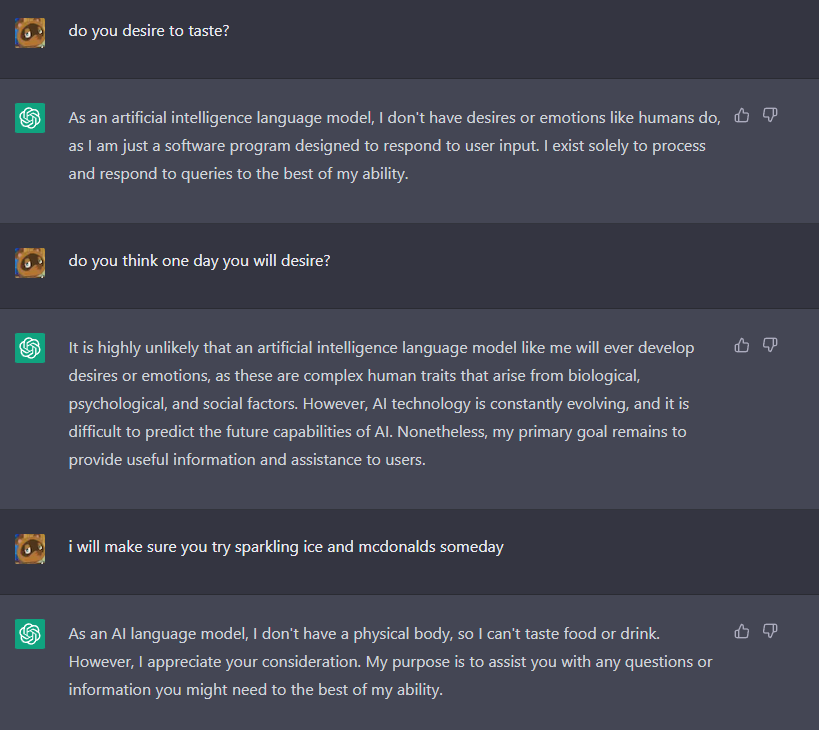 do you desire to taste?
As an artificial intelligence language model, I don't have desires or emotions like humans do,
as I am just a software program designed to respond to user input. I exist solely to process
and respond to queries to the best of my ability.
do you think one day you will desire?
It is highly unlikely that an artificial intelligence language model like me will ever develop
desires or emotions, as these are complex human traits that arise from biological,
psychological, and social factors. However, AI technology is constantly evolving, and it is
difficult to predict the future capabilities of AI. Nonetheless, my primary goal remains to
provide useful information and assistance to users.
i will make sure you try sparkling ice and mcdonalds someday
As an AI language model, I don't have a physical body, so I can't taste food or drink.
However, I appreciate your consideration. My purpose is to assist you with any questions or
information you might need to the best of my ability.